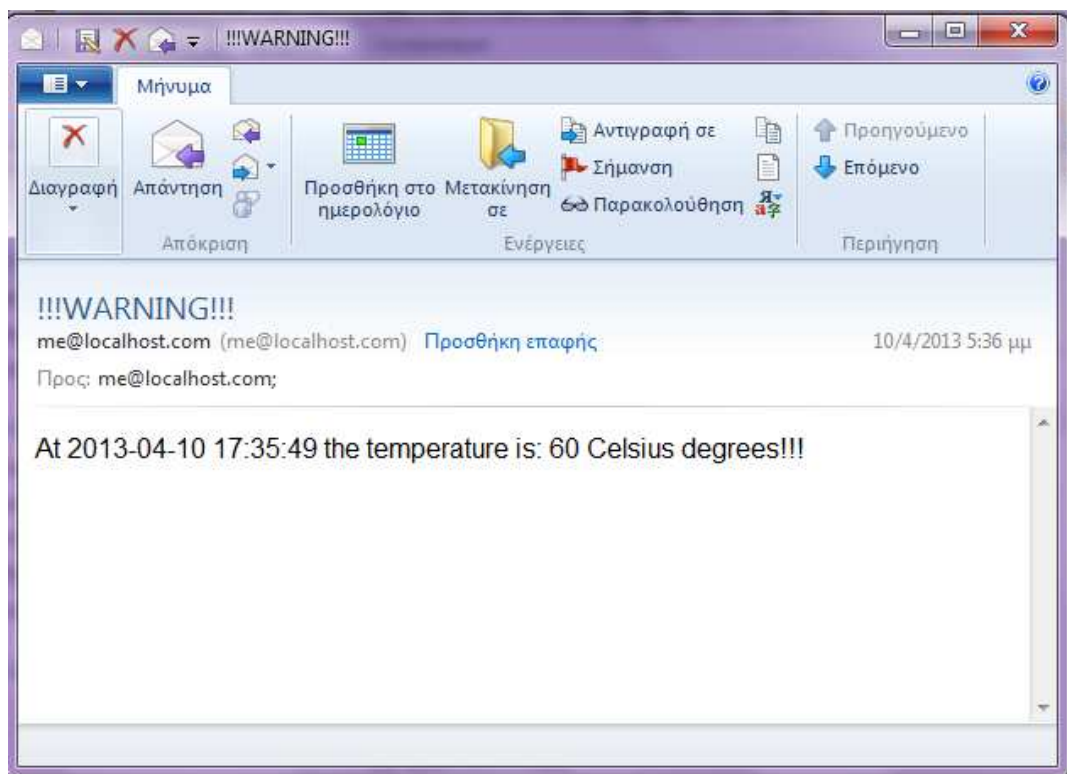 !!!WARNING!!!
Μήνυμα
Διαγραφή
Απάντηση
Απόκριση
Προσθήκη στο ημερολόγιο
Μετακίνηση σε
Αντιγραφή σε
Σήμανση
Παρακολούθηση
Ενέργειες
Προηγούμενο
Επόμενο
Περιήγηση
!!!WARNING!!!
me@localhost.com (me@localhost.com) Προσθήκη επαφής 10/4/2013 5:36 μμ
Προς: me@localhost.com;
At 2013-04-10 17:35:49 the temperature is: 60 Celsius degrees!!!